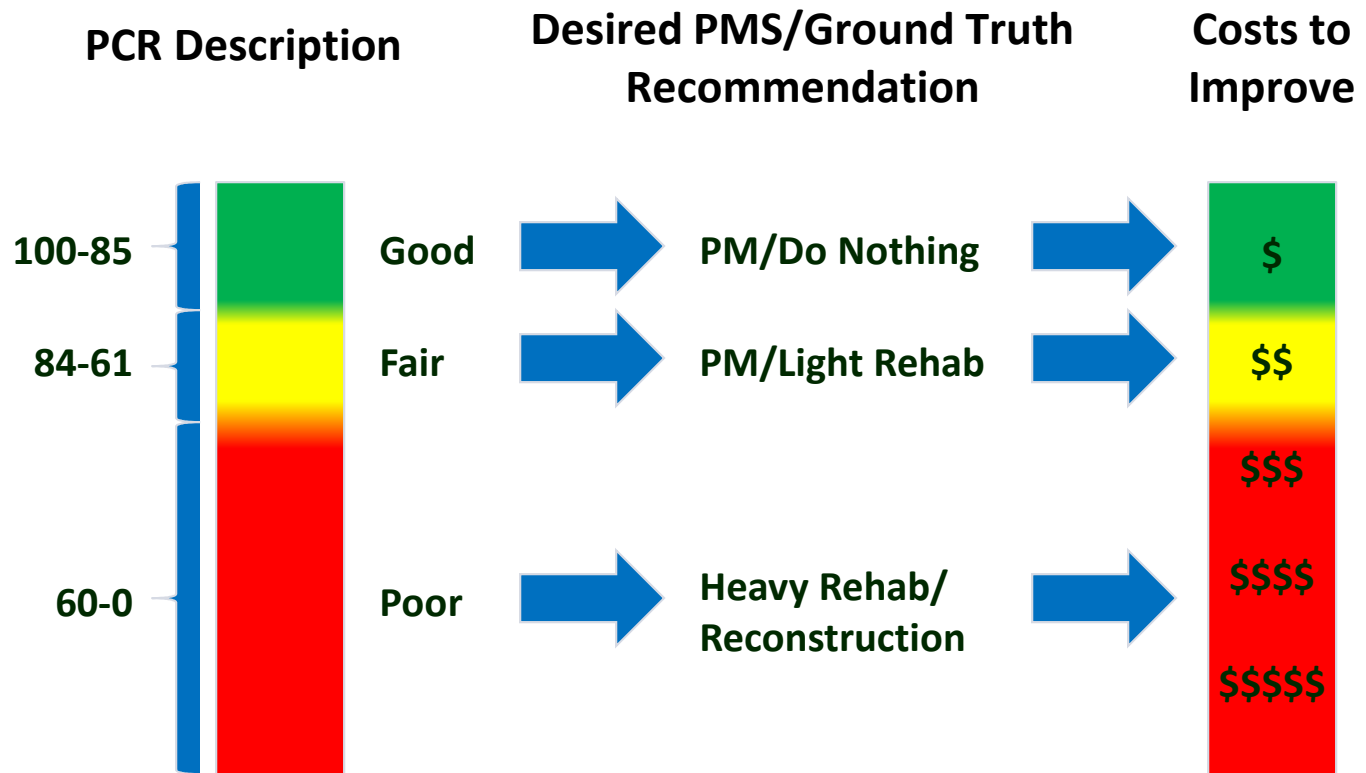 PCR Description
Desired PMS/Ground Truth
Recommendation
Costs to
Improve
100-85
Good
PM/Do Nothing
$
84-61
Fair
PM/Light Rehab
$$
$$$
60-0
Poor
Heavy Rehab/
Reconstruction
$$$$
$$$$$